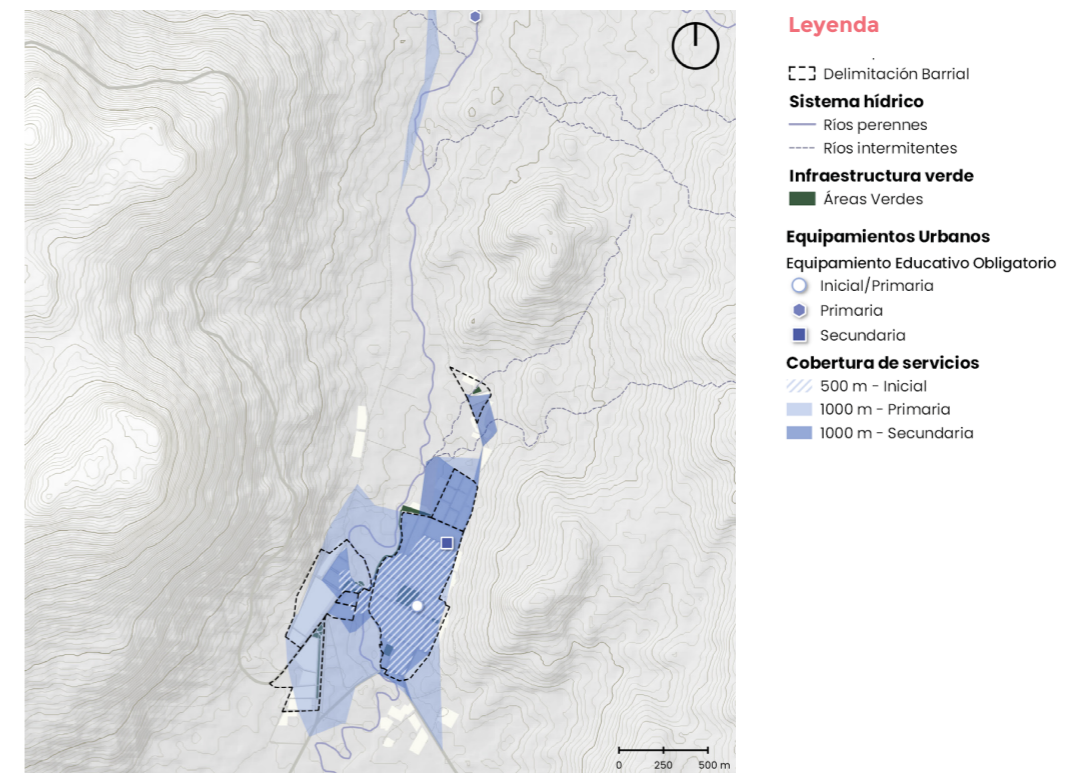 Leyenda
Delimitación Barrial
Sistema hídrico
Ríos perennes
Ríos intermitentes
Infraestructura verde
Áreas Verdes
Equipamientos Urbanos
Equipamiento Educativo Obligatorio
Inicial/Primaria
Primaria
Secundaria
Cobertura de servicios
500 m - Inicial
1000 m - Primaria
1000 m - Secundaria
0 250 500 m